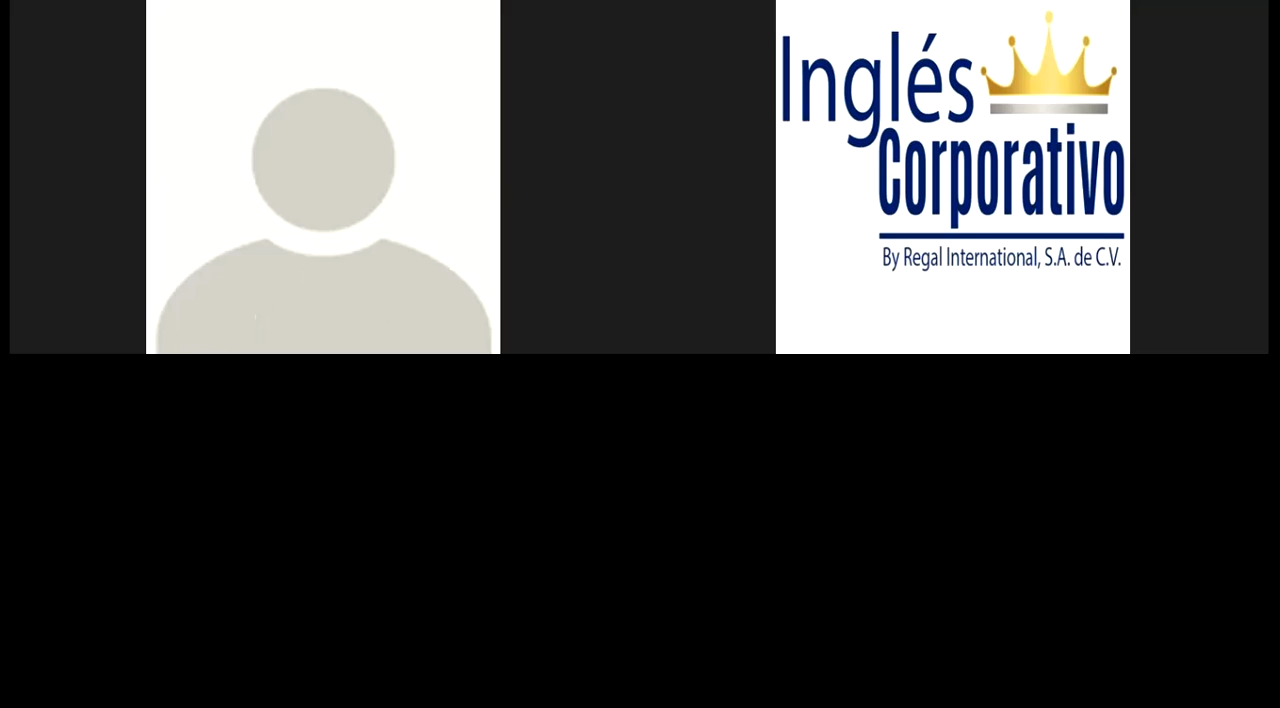 Inglés
Corporativo
By Regal International, S.A. de C.V.